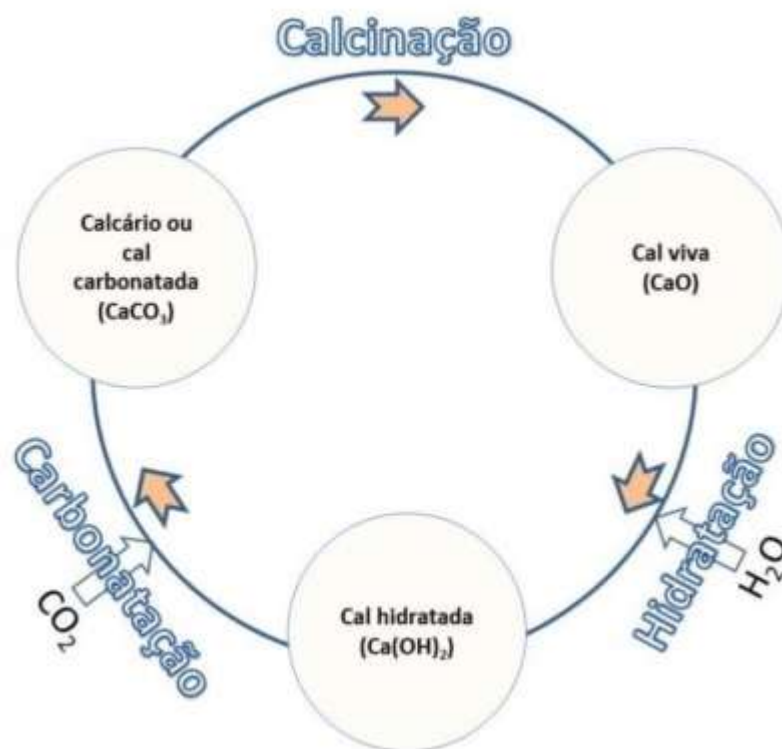 Calcinação
Calcário ou
cal
carbonatada
(CaCO₃)
Cal viva
(CaO)
Carbonatação
CO₂
Hidratação
H₂O
Cal hidratada
(Ca(OH)₂)